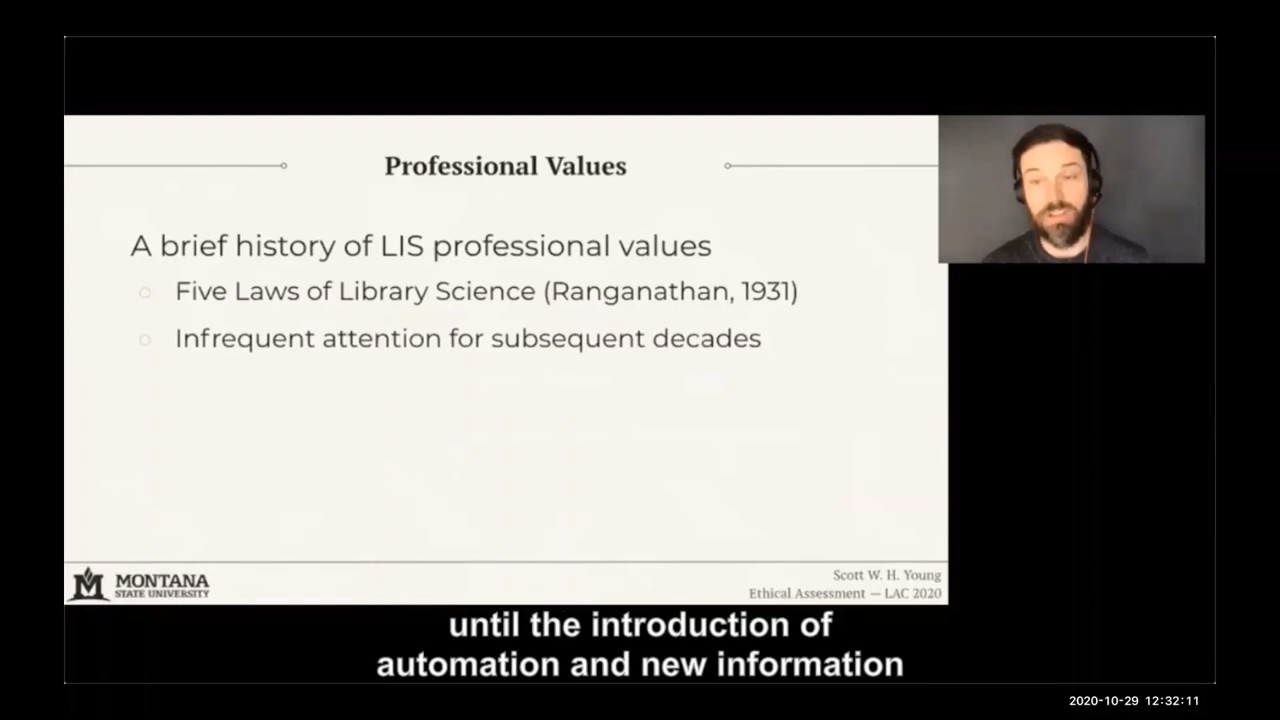 Professional Values
A brief history of LIS professional values
Five Laws of Library Science (Ranganathan, 1931)
Infrequent attention for subsequent decades
MONTANA
STATE UNIVERSITY
Scott W. H. Young
Ethical Assessment — LAC 2020
until the introduction of
automation and new information
2020-10-29 12:32:11